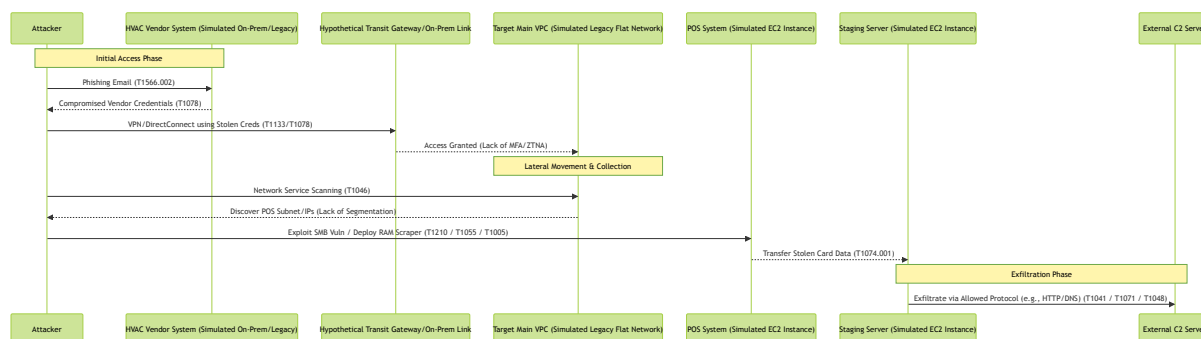 Attacker
HVAC Vendor System (Simulated On-Prem/Legacy)
Hypothetical Transit Gateway/On-Prem Link
Target Main VPC (Simulated Legacy Flat Network)
POS System (Simulated EC2 Instance)
Staging Server (Simulated EC2 Instance)
External C2 Serve
Initial Access Phase
Phishing Email (T1566.002)
Compromised Vendor Credentials (T1078)
VPN/DirectConnect using Stolen Creds (T1133/T1078)
Access Granted (Lack of MFA/ZTNA)
Lateral Movement & Collection
Network Service Scanning (T1046)
Discover POS Subnet/IPs (Lack of Segmentation)
Exploit SMB Vuln / Deploy RAM Scraper (T1210 / T1055 / T1005)
Transfer Stolen Card Data (T1074.001)
Exfiltration Phase
Exfiltrate via Allowed Protocol (e.g., HTTP/DNS) (T1041 / T1071 / T1048)
Attacker
HVAC Vendor System (Simulated On-Prem/Legacy)
Hypothetical Transit Gateway/On-Prem Link
Target Main VPC (Simulated Legacy Flat Network)
POS System (Simulated EC2 Instance)
Staging Server (Simulated EC2 Instance)
External C2 Serve